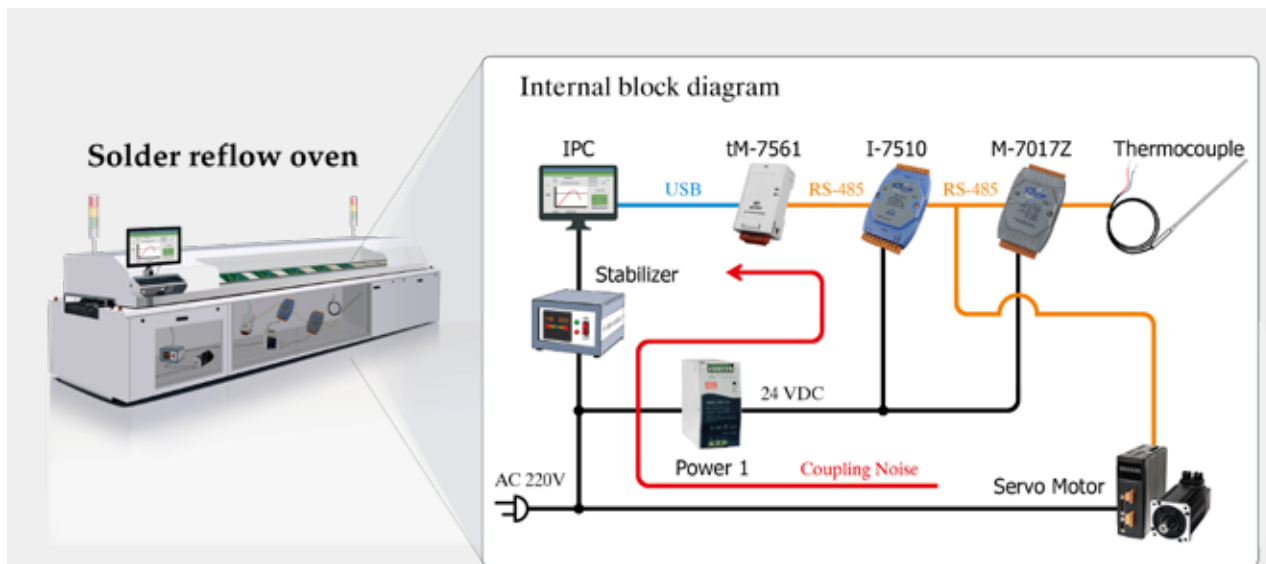 Internal block diagram
Solder reflow oven
IPC
tM-7561
I-7510
M-7017Z
Thermocouple
USB
RS-485
RS-485
Stabilizer
24 VDC
Power 1
Coupling Noise
AC 220V
Servo Motor